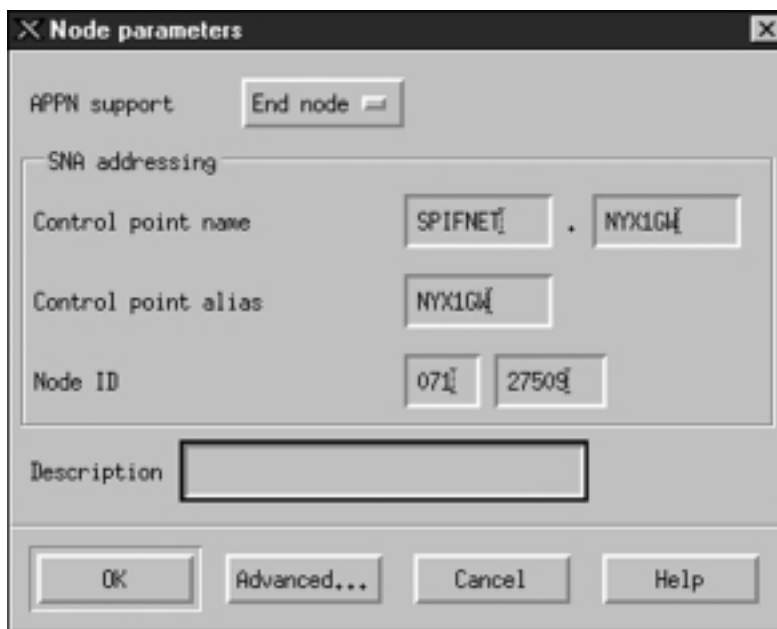 Node parameters
APPN support End node
SNA addressing
Control point name SPIFNET . NYX1GW
Control point alias NYX1GW
Node ID 071 27509
Description
OK Advanced... Cancel Help